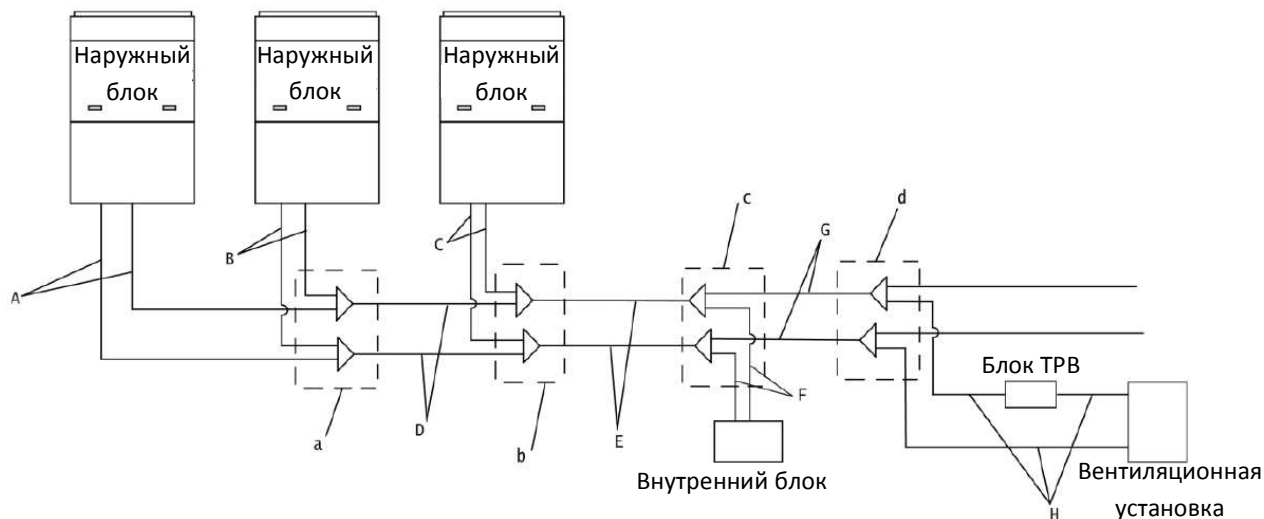 Наружный
блок
Наружный
блок
Наружный
блок
A
B
C
c
G
d
a
D
b
E
F
Блок ТРВ
Внутренний блок
H
Вентиляционная
установка